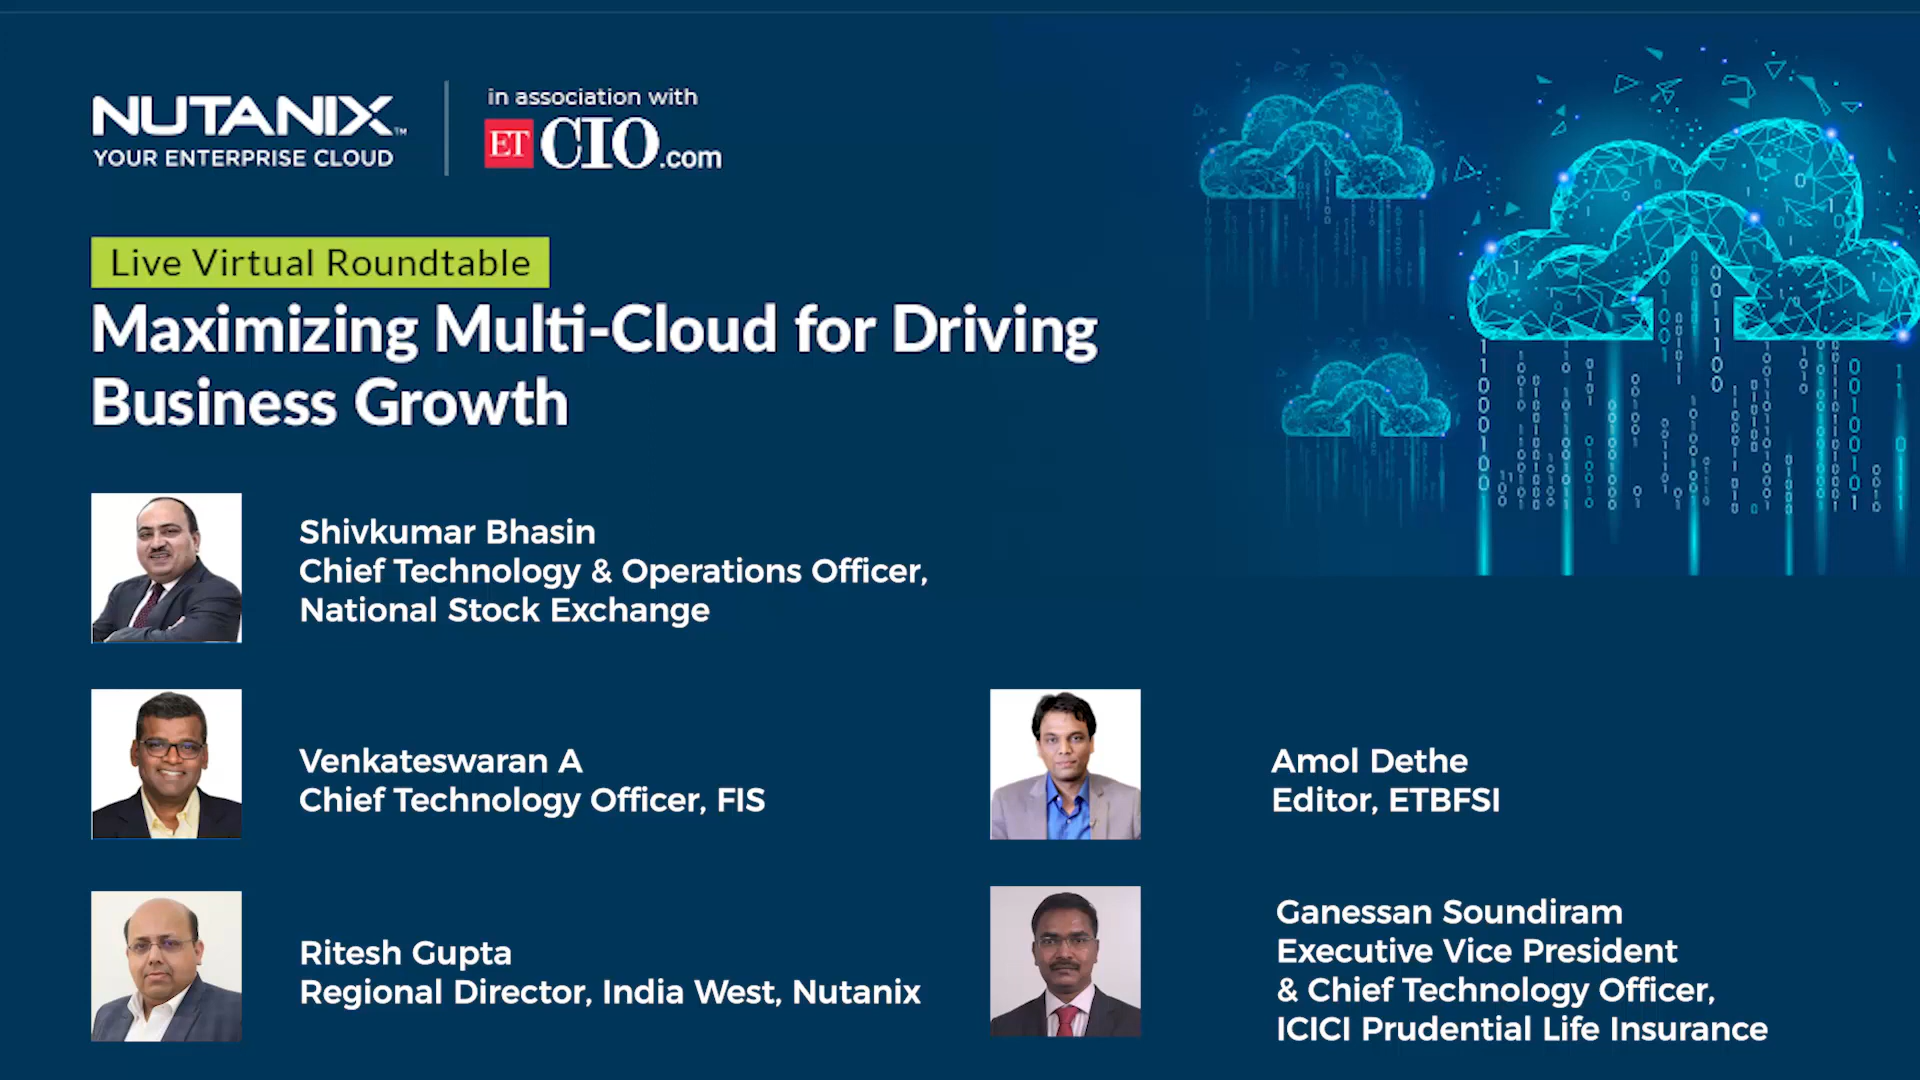 NUTANIX™
YOUR ENTERPRISE CLOUD
in association with
ET CIO.com
Live Virtual Roundtable
Maximizing Multi-Cloud for Driving
Business Growth
Shivkumar Bhasin
Chief Technology & Operations Officer,
National Stock Exchange
Venkateswaran A
Chief Technology Officer, FIS
Amol Dethe
Editor, ETBFSI
Ritesh Gupta
Regional Director, India West, Nutanix
Ganessan Soundiram
Executive Vice President
& Chief Technology Officer,
ICICI Prudential Life Insurance